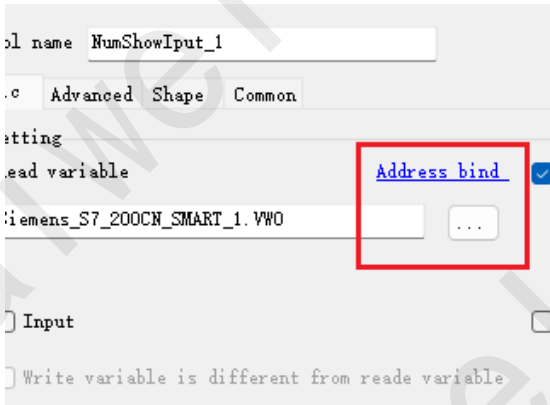 ol name NumShowIput_1
.c Advanced Shape Common
etting
ead variable Address bind
iemens_S7_200CN_SMART_1.VW0 ...
Input
Write variable is different from reade variable